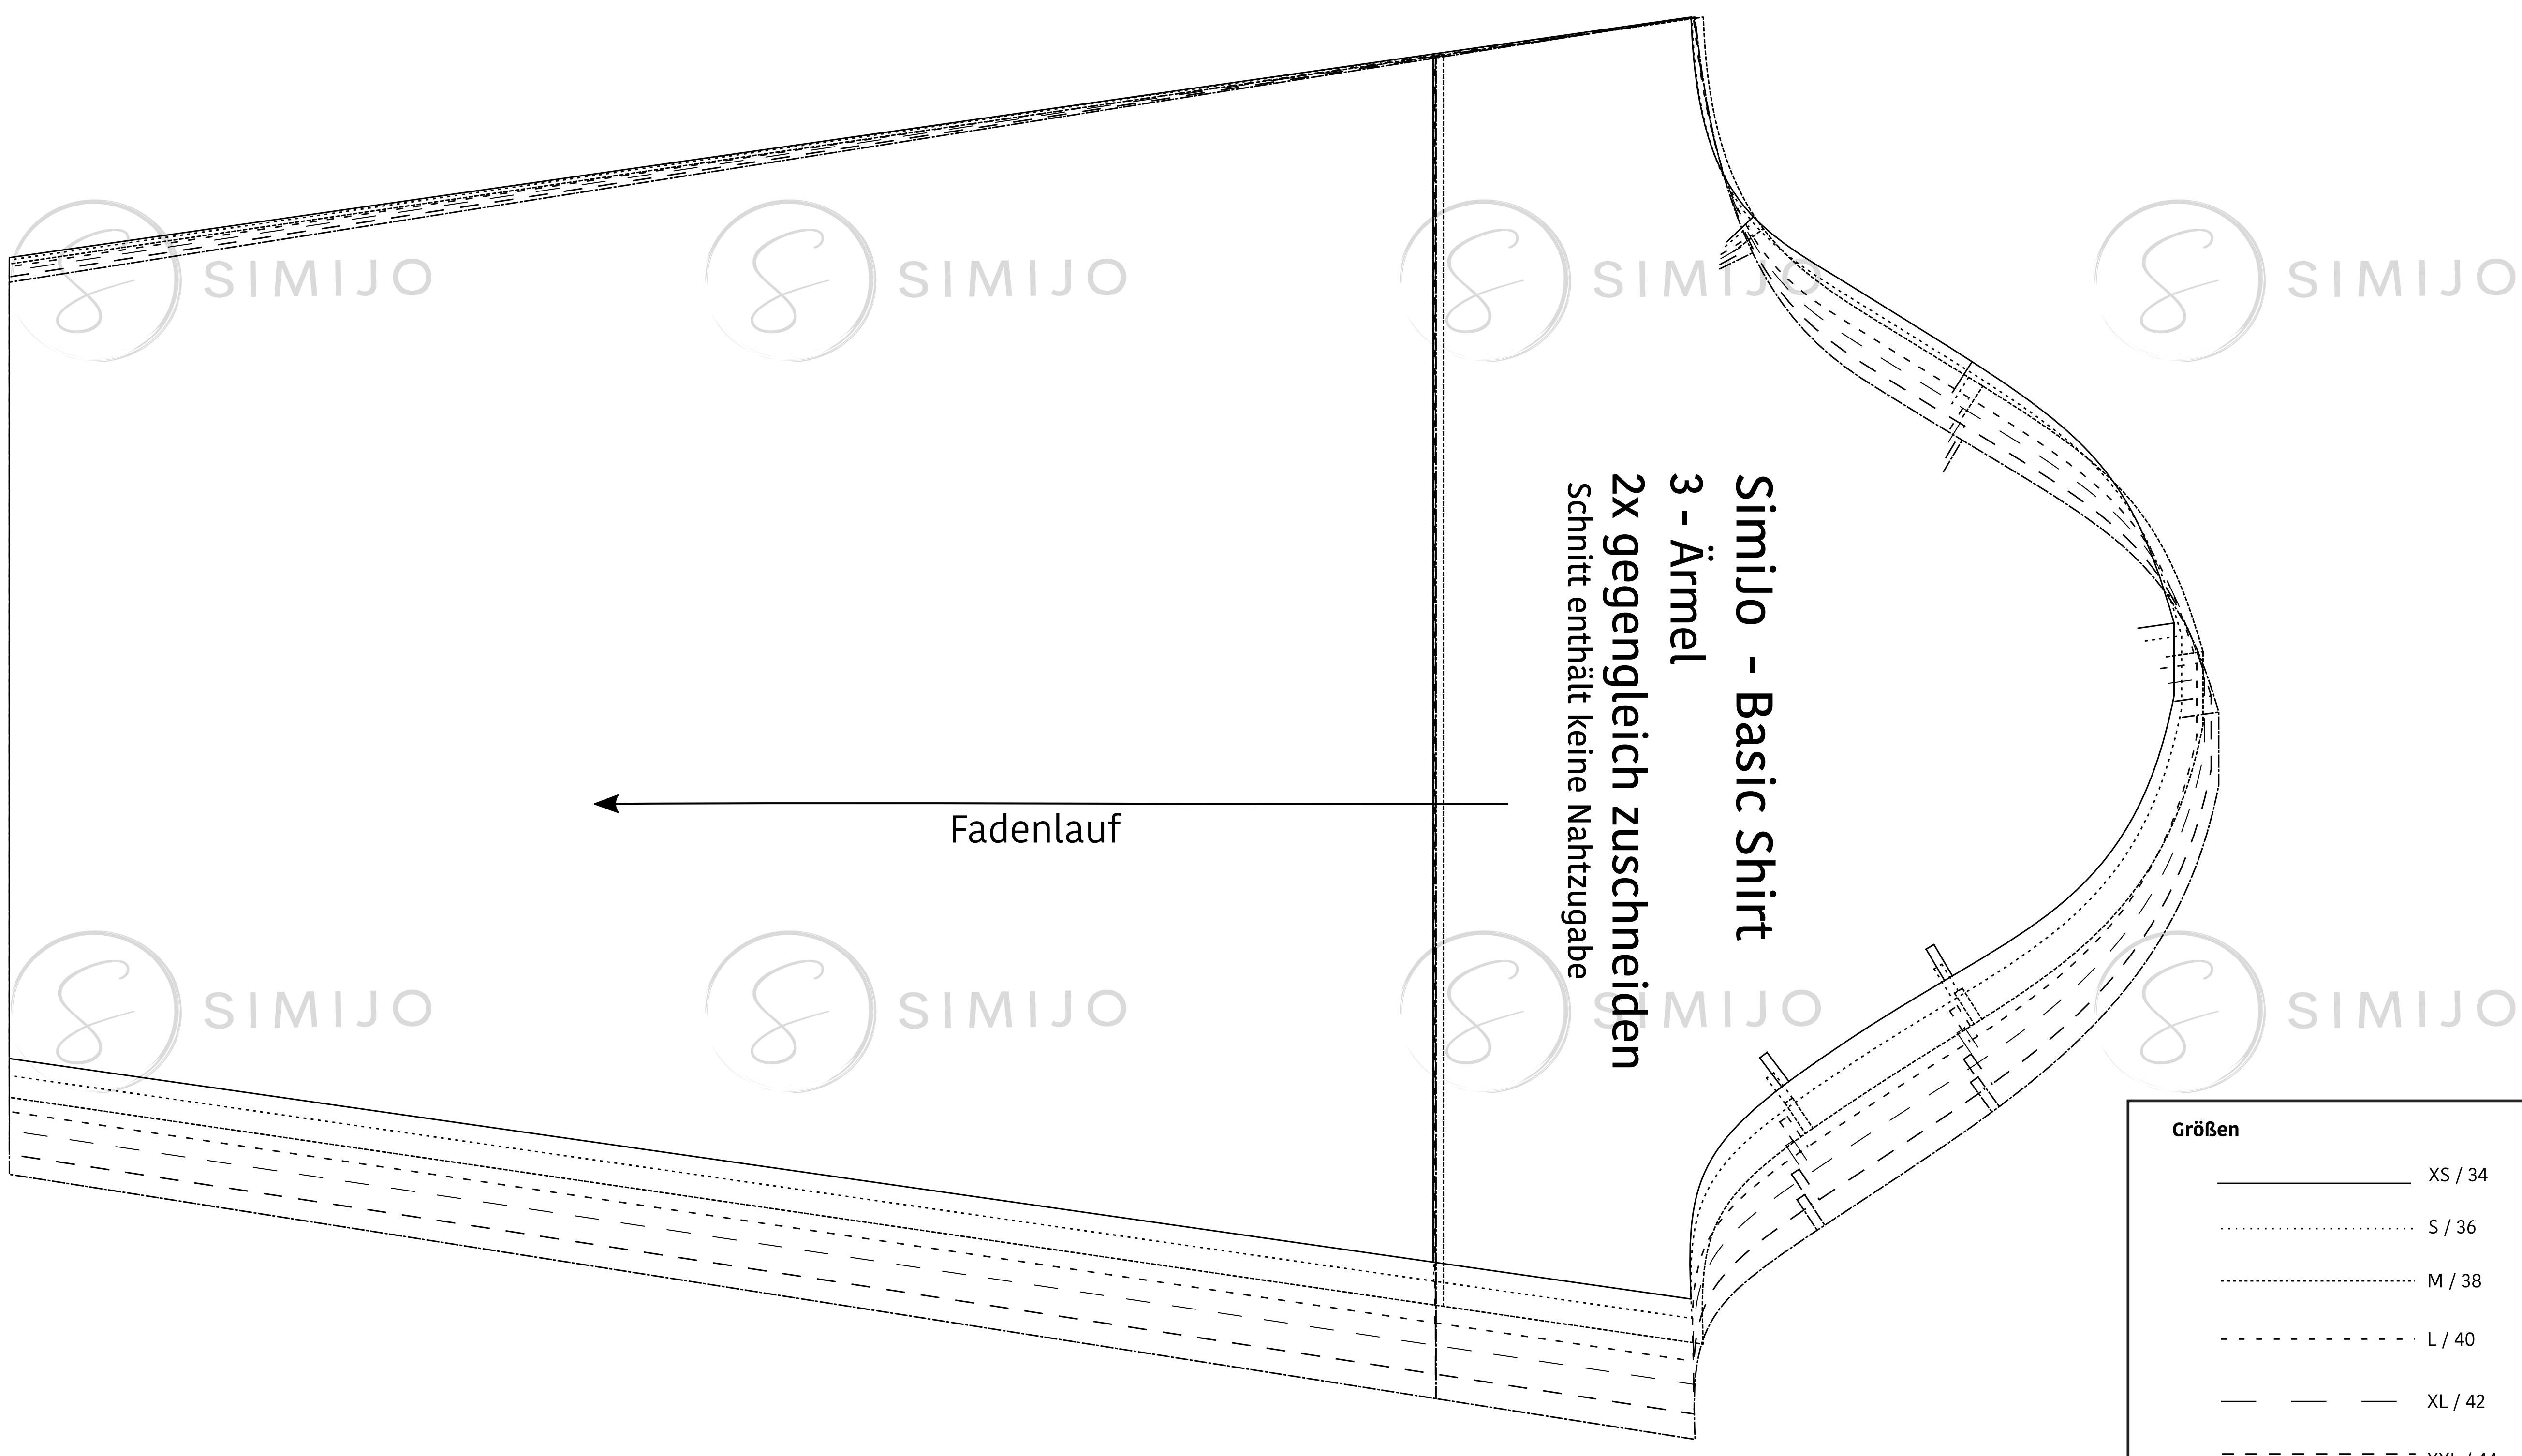 SIMIJO
SIMIJO
SIMIJO
SIMIJO
SimiJo - Basic Shirt
3 - Ärmel
2x gegengleich zuschneiden
Schnitt enthält keine Nahtzugabe
Fadenlauf
SIMIJO
SIMIJO
SIMIJO
SIMIJO
Größen
XS / 34
S / 36
M / 38
L / 40
XL / 42